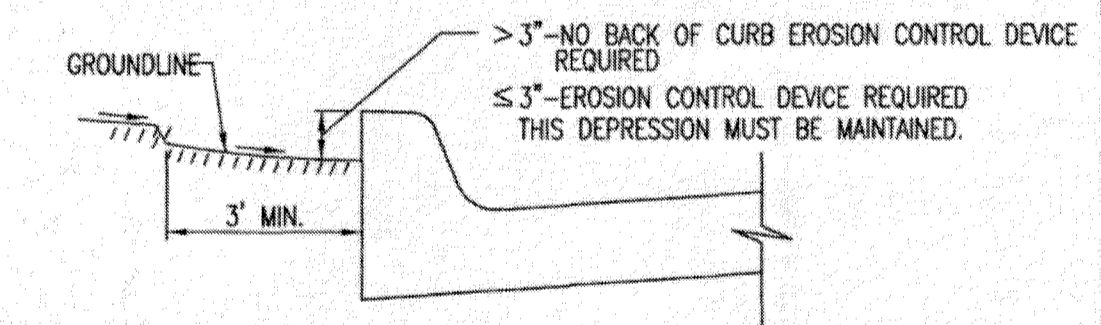 >3"-NO BACK OF CURB EROSION CONTROL DEVICE
REQUIRED
GROUNDLINE
≤3"-EROSION CONTROL DEVICE REQUIRED
THIS DEPRESSION MUST BE MAINTAINED.
3' MIN.